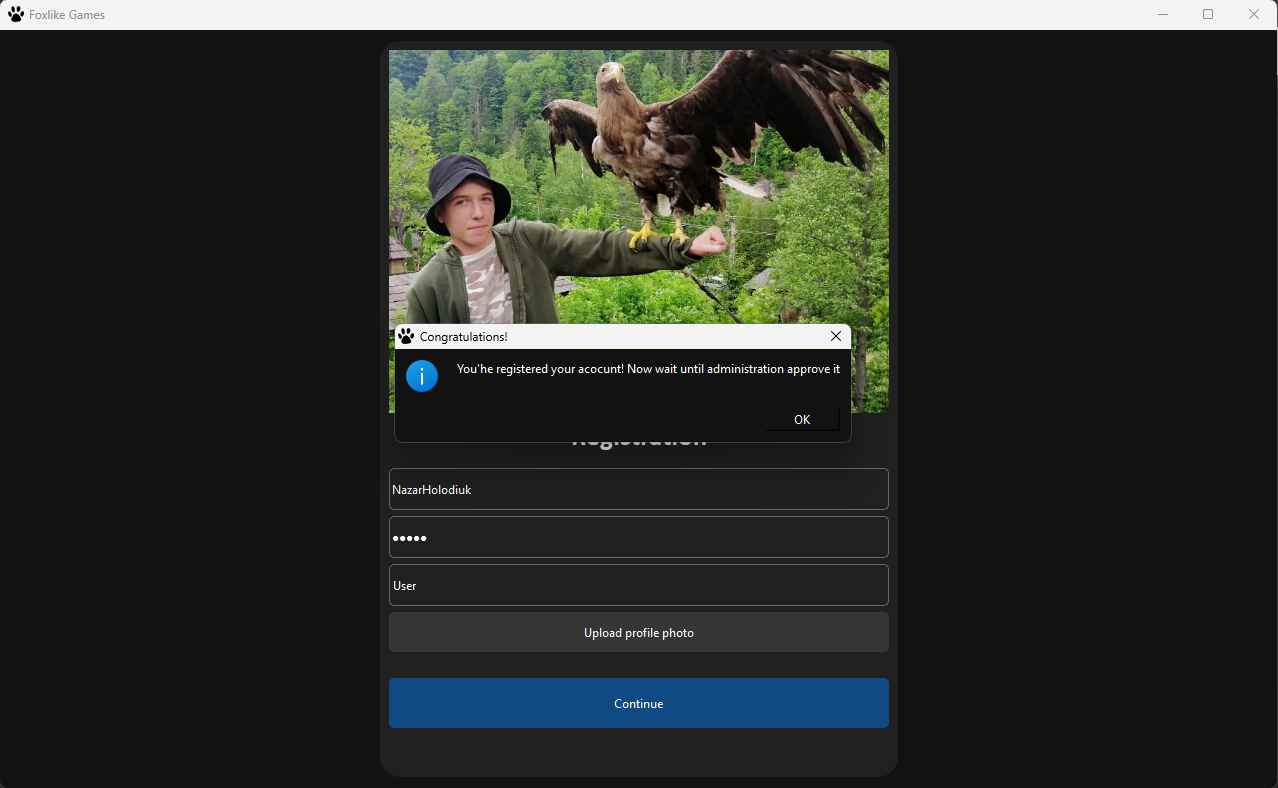 Foxlike Games
Congratulations!
You'he registered your acocunt! Now wait until administration approve it
OK
Registration
NazarHolodiuk
•••••
User
Upload profile photo
Continue